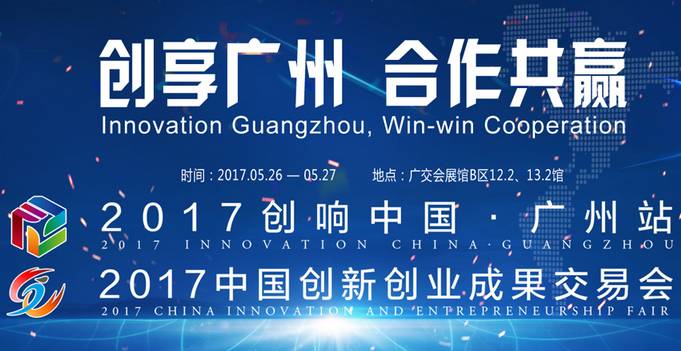 创享广州 合作共赢
Innovation Guangzhou, Win-win Cooperation
时间：2017.05.26 — 05.27 地点：广交会展馆B区12.2、13.2馆
2017创响中国·广州站
2017 INNOVATION CHINA·GUANGZHOU
2017中国创新创业成果交易会
2017 CHINA INNOVATION AND ENTREPRENEURSHIP FAIR